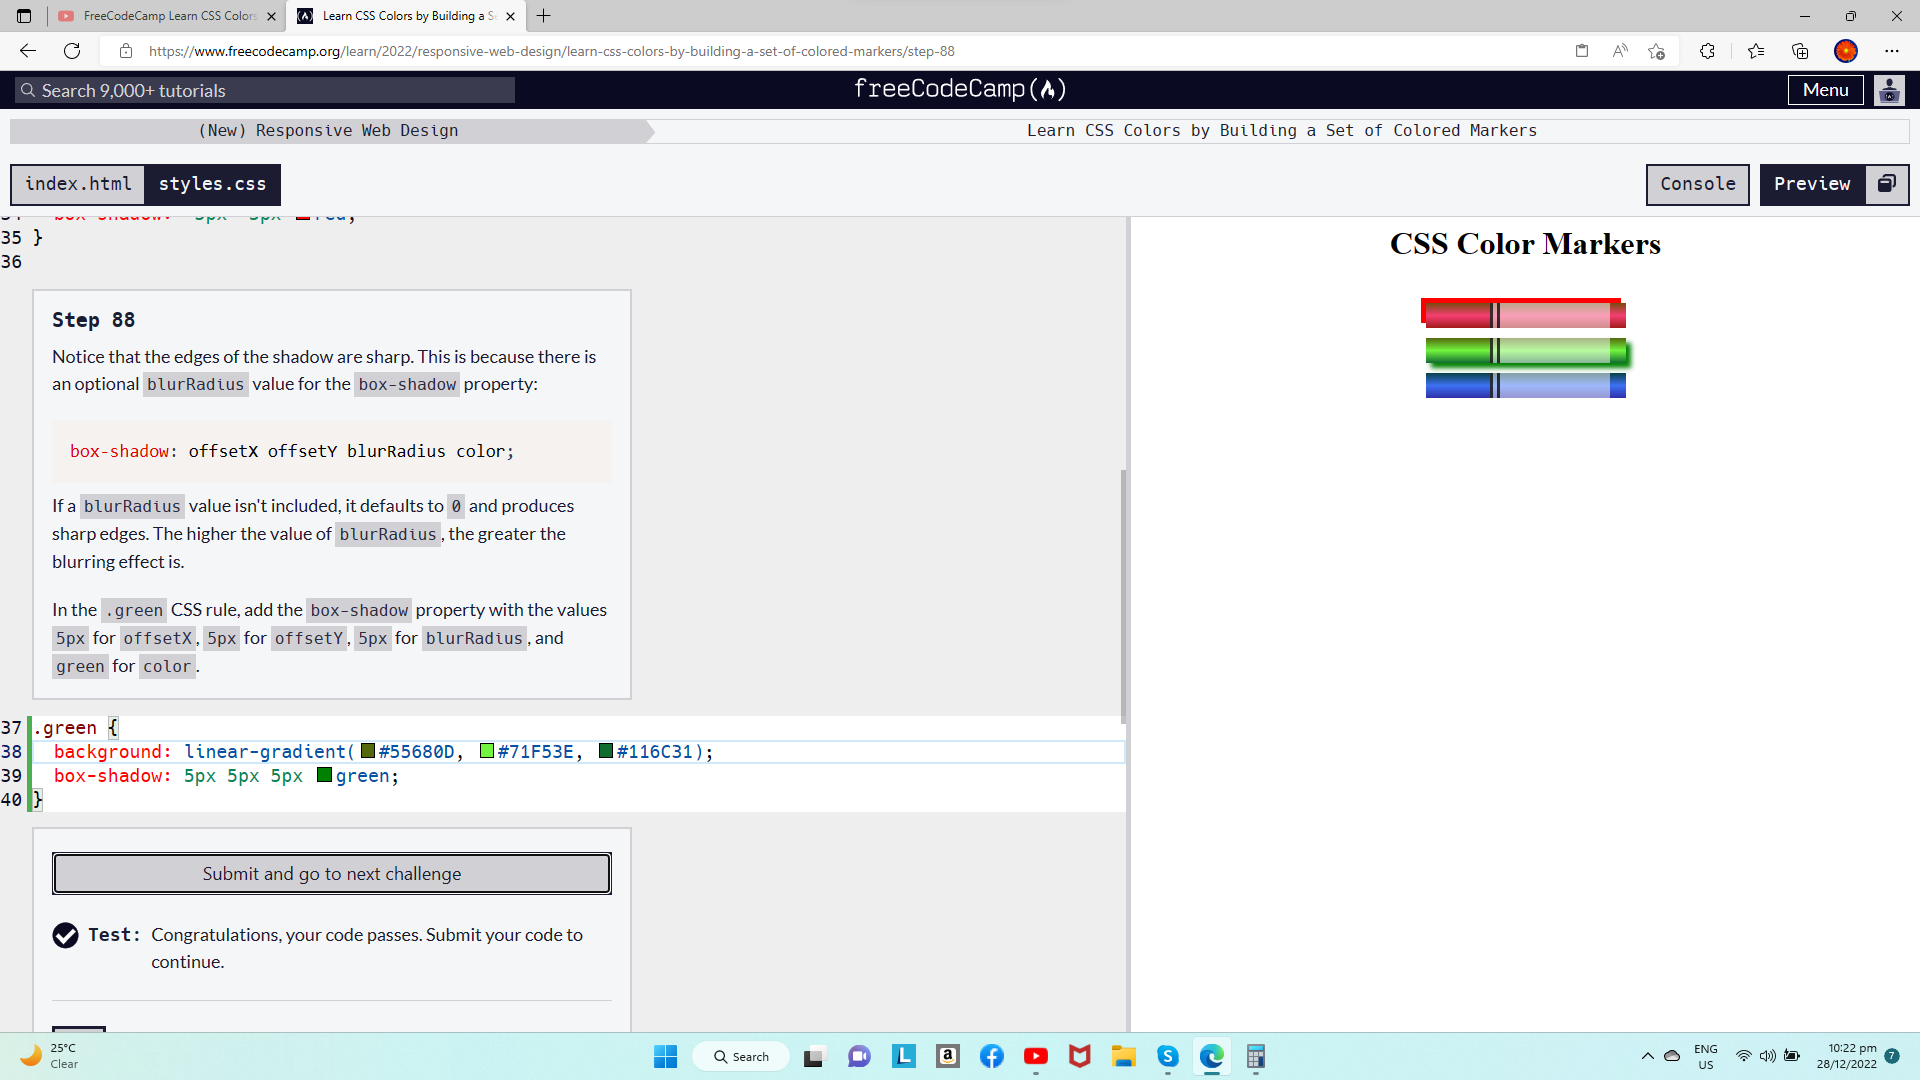 FreeCodeCamp Learn CSS Colors
Learn CSS Colors by Building a Se
https://www.freecodecamp.org/learn/2022/responsive-web-design/learn-css-colors-by-building-a-set-of-colored-markers/step-88
Search 9,000+ tutorials
freeCodeCamp
Menu
(New) Responsive Web Design
Learn CSS Colors by Building a Set of Colored Markers
index.html
styles.css
Console
Preview
34 box-shadow: -5px -5px red;
35 }
36
CSS Color Markers
Step 88
Notice that the edges of the shadow are sharp. This is because there is
an optional blurRadius value for the box-shadow property:
box-shadow: offsetX offsetY blurRadius color;
If a blurRadius value isn't included, it defaults to 0 and produces
sharp edges. The higher the value of blurRadius, the greater the
blurring effect is.
In the .green CSS rule, add the box-shadow property with the values
5px for offsetX, 5px for offsetY, 5px for blurRadius, and
green for color.
37 .green {
38 background: linear-gradient(#55680D, #71F53E, #116C31);
39 box-shadow: 5px 5px 5px green;
40 }
Submit and go to next challenge
Test: Congratulations, your code passes. Submit your code to
continue.
25°C
Clear
Search
ENG
US
10:22 pm
28/12/2022
7